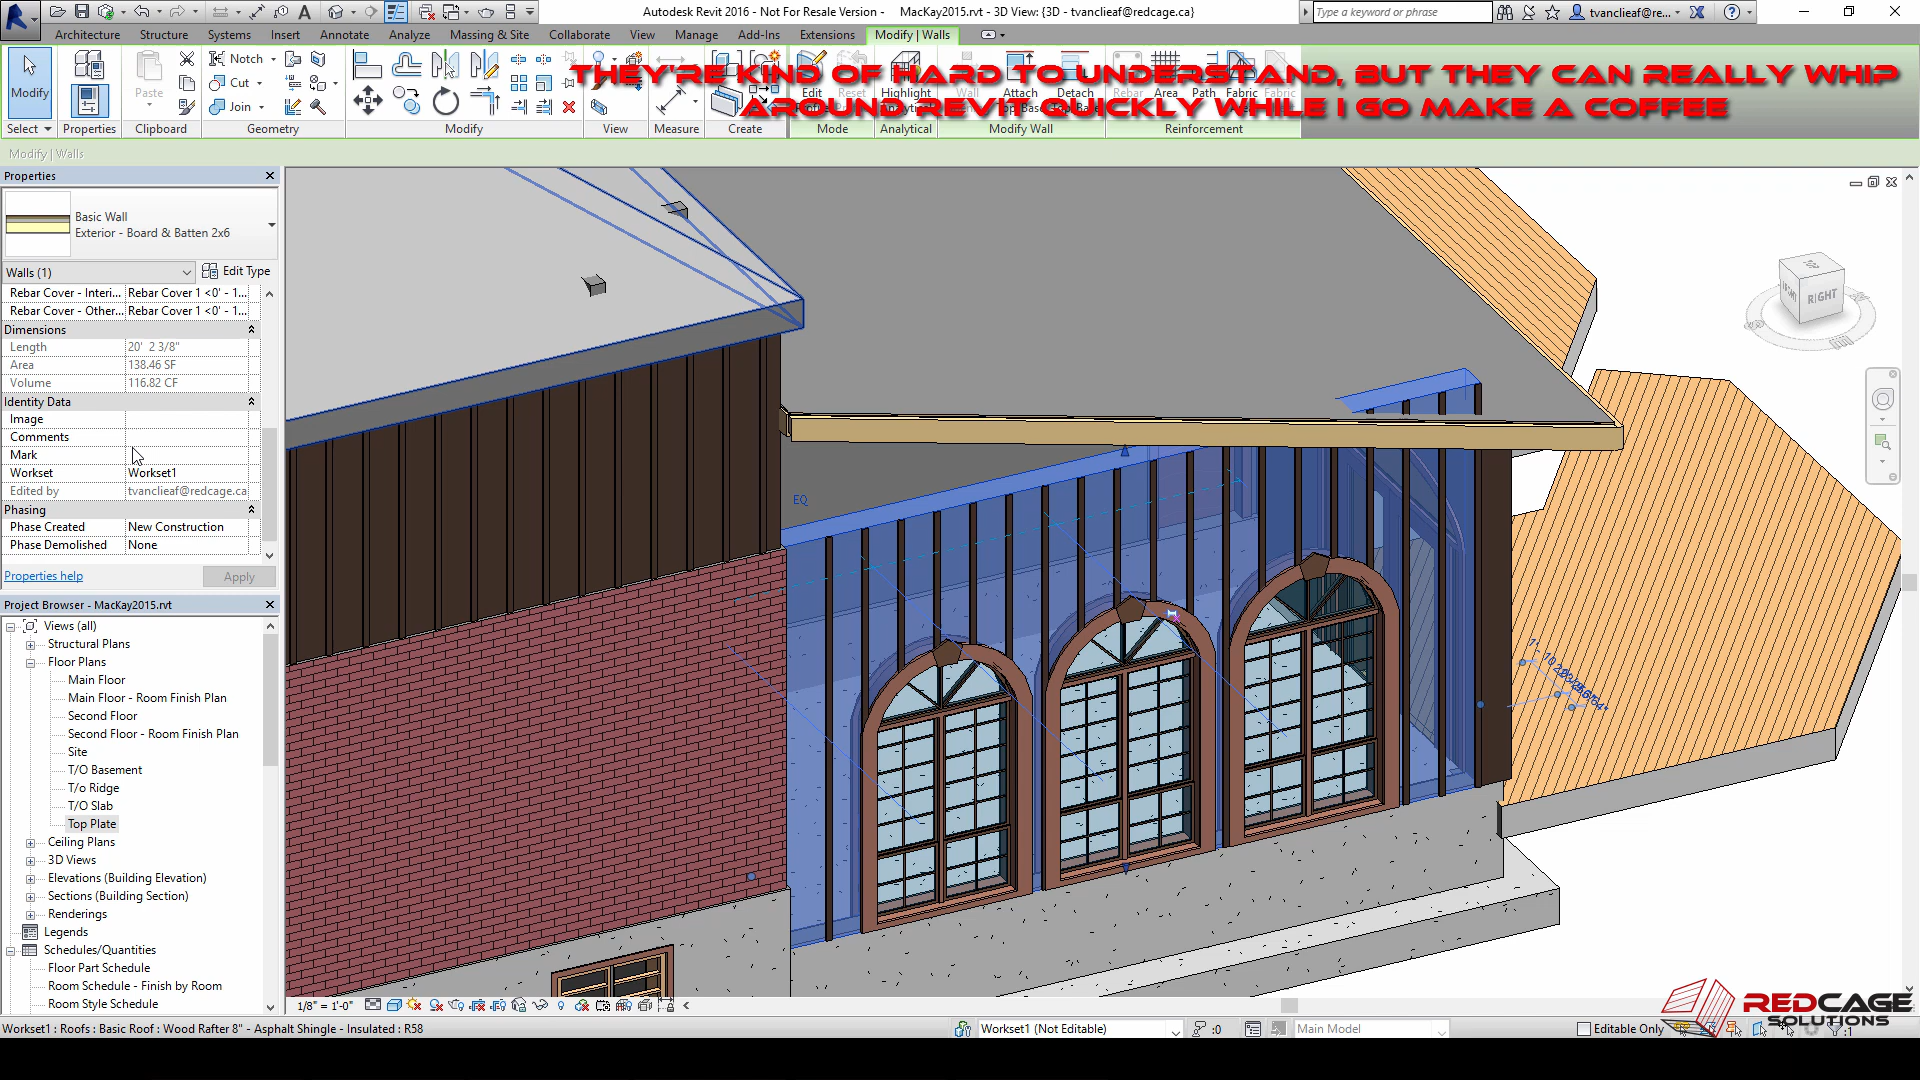 Autodesk Revit 2016 - Not For Resale Version - MacKay2015.rvt - 3D View: {3D - tvanclieaf@redcage.ca}
Type a keyword or phrase
tvanclieaf@re...
Architecture Structure Systems Insert Annotate Analyze Massing & Site Collaborate View Manage Add-Ins Extensions Modify | Walls
THEY'RE KIND OF HARD TO UNDERSTAND, BUT THEY CAN REALLY WHIP
AROUND REVIT QUICKLY WHILE I GO MAKE A COFFEE
Modify
Paste
Notch
Cut
Join
Edit
Highlight
Attach
Detach
Rebar
Area
Path
Fabric
Fabric
Select Properties Clipboard Geometry Modify View Measure Create Mode Analytical Modify Wall Reinforcement
Modify | Walls
Properties
Basic Wall
Exterior - Board & Batten 2x6
Walls (1) Edit Type
Rebar Cover - Interi... Rebar Cover 1 <0' - 1...
Rebar Cover - Other... Rebar Cover 1 <0' - 1...
Dimensions
Length 20' 2 3/8"
Area 138.46 SF
Volume 116.82 CF
Identity Data
Image
Comments
Mark
Workset Workset1
Edited by tvanclieaf@redcage.ca
Phasing
Phase Created New Construction
Phase Demolished None
Properties help Apply
Project Browser - MacKay2015.rvt
Views (all)
Structural Plans
Floor Plans
Main Floor
Main Floor - Room Finish Plan
Second Floor
Second Floor - Room Finish Plan
Site
T/O Basement
T/o Ridge
T/O Slab
Top Plate
Ceiling Plans
3D Views
Elevations (Building Elevation)
Sections (Building Section)
Renderings
Legends
Schedules/Quantities
Floor Part Schedule
Room Schedule - Finish by Room
Room Style Schedule
EQ
TOP
FRONT
RIGHT
1/8" = 1'-0"
Workset1 : Roofs : Basic Roof : Wood Rafter 8" - Asphalt Shingle - Insulated : R58
Workset1 (Not Editable)
:0
Main Model
Editable Only
:1
REDCAGE
SOLUTIONS